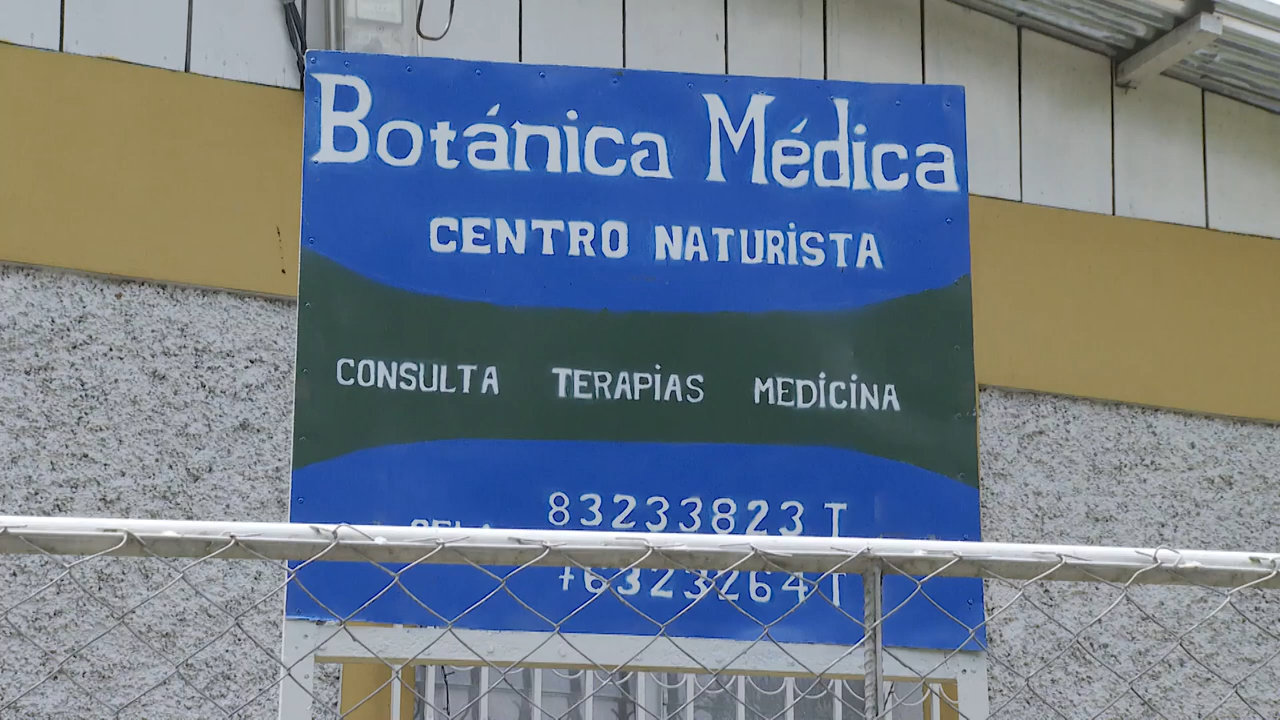 Botánica Médica
CENTRO NATURISTA
CONSULTA TERAPIAS MEDICINA
83233823 T